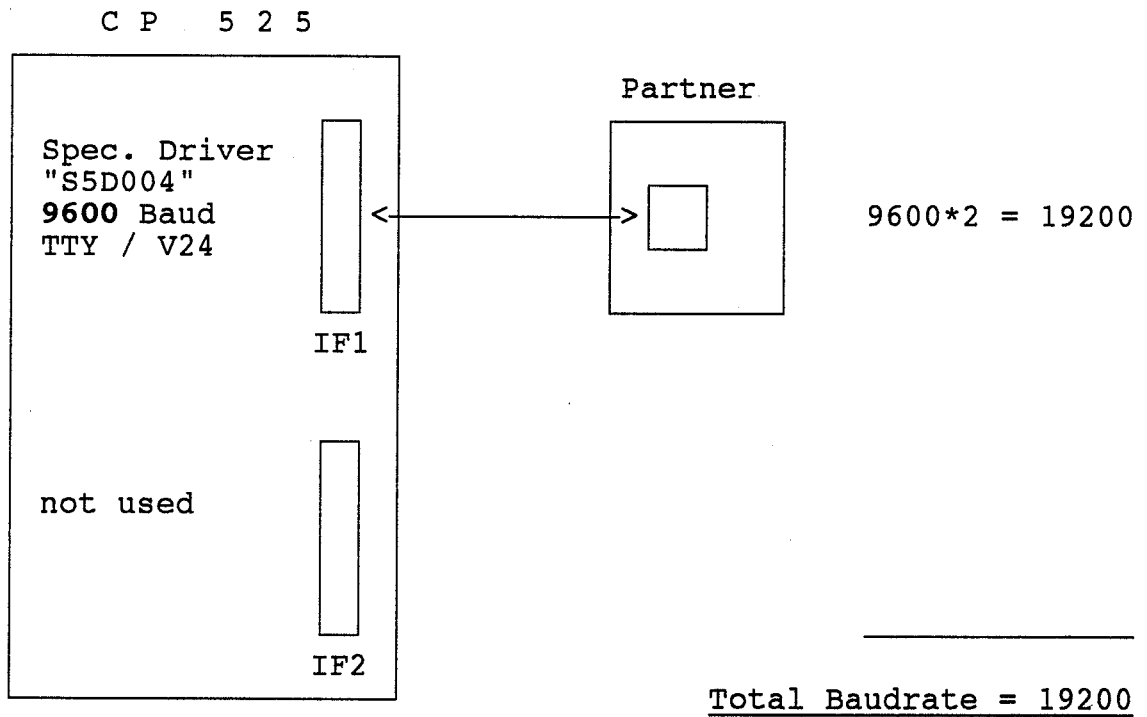 C P 5 2 5
Partner
Spec. Driver
"S5D004"
9600 Baud
TTY / V24
9600*2 = 19200
IF1
not used
IF2
Total Baudrate = 19200